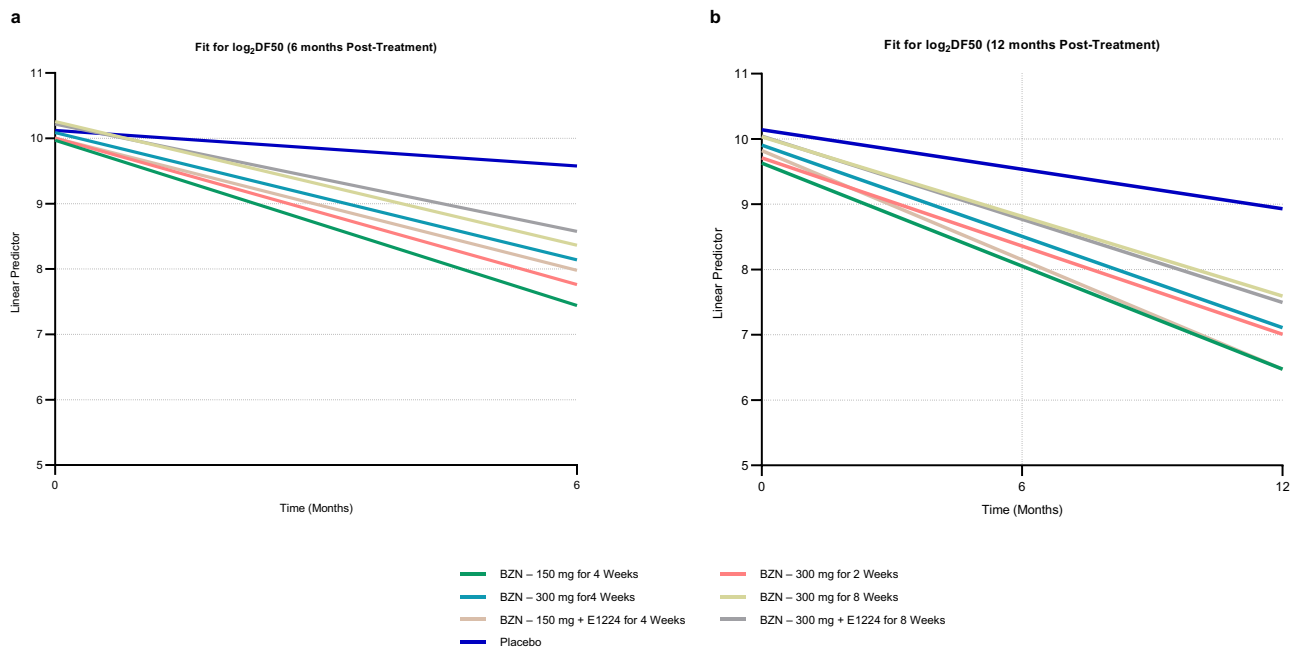 a
Fit for log₂DF50 (6 months Post-Treatment)
11
10
9
8
7
6
5
0
6
Linear Predictor
Time (Months)
b
Fit for log₂DF50 (12 months Post-Treatment)
11
10
9
8
7
6
5
0
6
12
Linear Predictor
Time (Months)
BZN – 150 mg for 4 Weeks
BZN – 300 mg for4 Weeks
BZN – 150 mg + E1224 for 4 Weeks
Placebo
BZN – 300 mg for 2 Weeks
BZN – 300 mg for 8 Weeks
BZN – 300 mg + E1224 for 8 Weeks